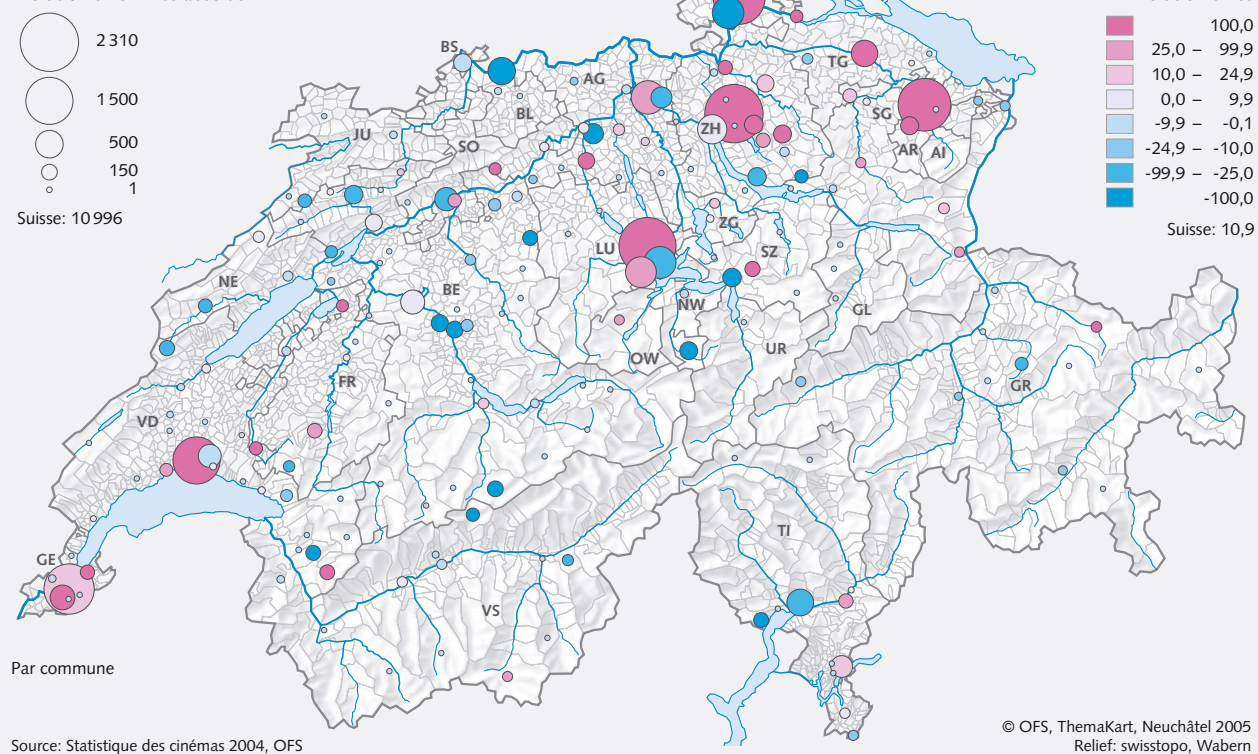 2 310
1 500
500
150
1
Suisse: 10 996
100,0
25,0 – 99,9
10,0 – 24,9
0,0 – 9,9
-9,9 – -0,1
-24,9 – -10,0
-99,9 – -25,0
-100,0
Suisse: 10,9
BS
BL
AG
JU
SO
ZH
TG
SG
AR
AI
LU
ZG
SZ
NE
BE
NW
OW
UR
GL
GR
FR
VD
GE
VS
TI
Par commune
Source: Statistique des cinémas 2004, OFS
© OFS, ThemaKart, Neuchâtel 2005
Relief: swisstopo, Wabern